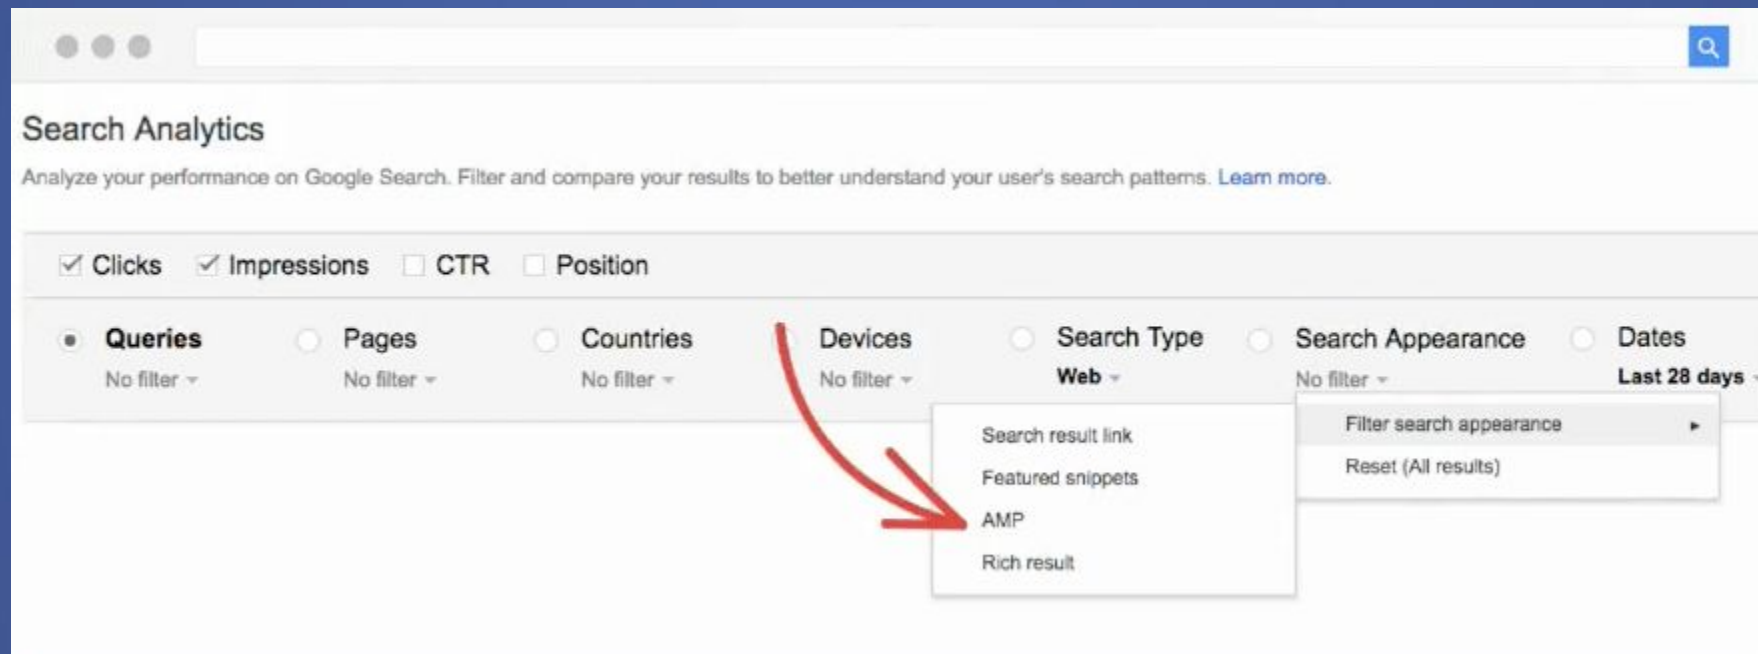 Search Analytics
Analyze your performance on Google Search. Filter and compare your results to better understand your user's search patterns. Learn more.
Clicks Impressions CTR Position
Queries Pages Countries Devices Search Type Search Appearance Dates
No filter No filter No filter No filter Web No filter Last 28 days
Filter search appearance
Reset (All results)
Search result link
Featured snippets
AMP
Rich result